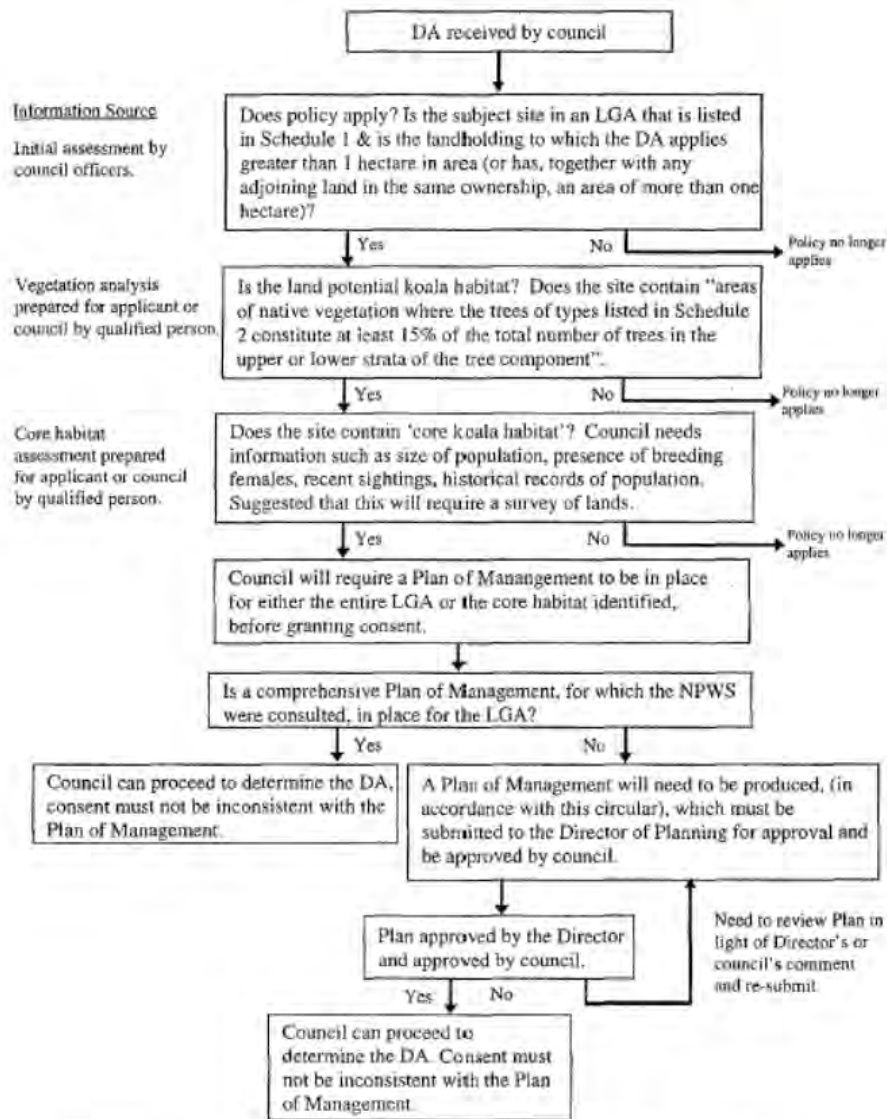 DA received by council
Information Source
Initial assessment by
council officers.
Does policy apply? Is the subject site in an LGA that is listed
in Schedule 1 & is the landholding to which the DA applies
greater than 1 hectare in area (or has, together with any
adjoining land in the same ownership, an area of more than one
hectare)?
Yes
No
Policy no longer
applies
Vegetation analysis
prepared for applicant or
council by qualified person.
Is the land potential koala habitat? Does the site contain "areas
of native vegetation where the trees of types listed in Schedule
2 constitute at least 15% of the total number of trees in the
upper or lower strata of the tree component".
Yes
No
Policy no longer
applies
Core habitat
assessment prepared
for applicant or council
by qualified person.
Does the site contain 'core koala habitat'? Council needs
information such as size of population, presence of breeding
females, recent sightings, historical records of population.
Suggested that this will require a survey of lands.
Yes
No
Policy no longer
applies
Council will require a Plan of Manangement to be in place
for either the entire LGA or the core habitat identified,
before granting consent.
Is a comprehensive Plan of Management, for which the NPWS
were consulted, in place for the LGA?
Yes
No
Council can proceed to determine the DA,
consent must not be inconsistent with the
Plan of Management.
A Plan of Management will need to be produced, (in
accordance with this circular), which must be
submitted to the Director of Planning for approval and
be approved by council.
Plan approved by the Director
and approved by council.
Need to review Plan in
light of Director's or
council's comment
and re-submit
Yes
No
Council can proceed to
determine the DA. Consent must
not be inconsistent with the Plan
of Management.